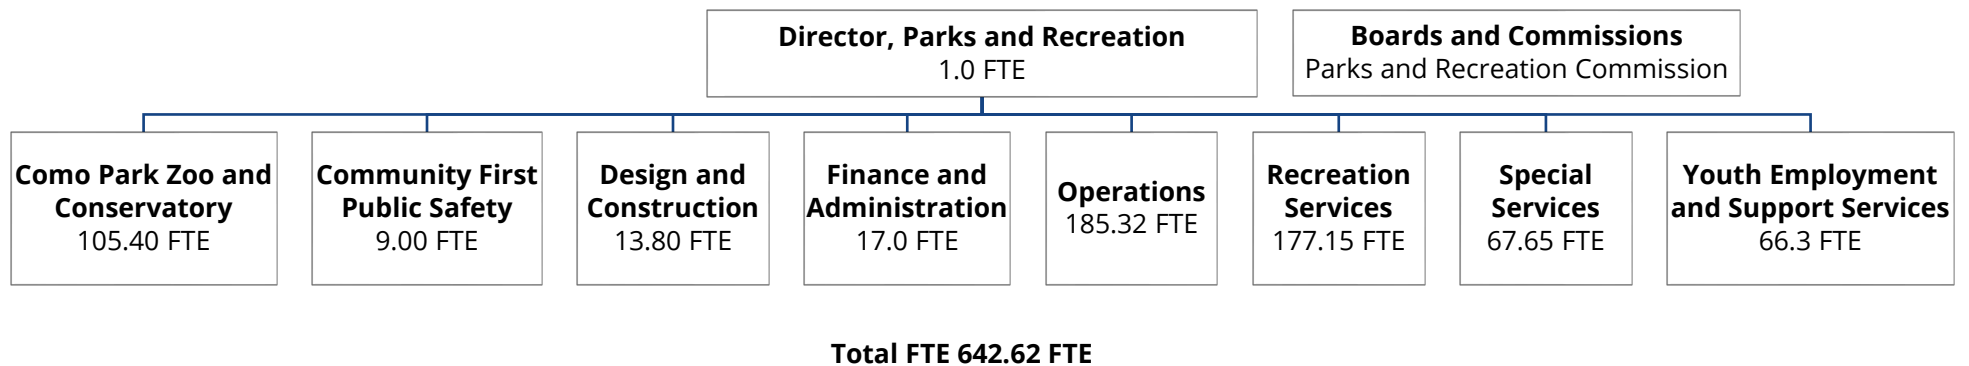 Director, Parks and Recreation
1.0 FTE
Boards and Commissions
Parks and Recreation Commission
Como Park Zoo and
Conservatory
105.40 FTE
Community First
Public Safety
9.00 FTE
Design and
Construction
13.80 FTE
Finance and
Administration
17.0 FTE
Operations
185.32 FTE
Recreation
Services
177.15 FTE
Special
Services
67.65 FTE
Youth Employment
and Support Services
66.3 FTE
Total FTE 642.62 FTE